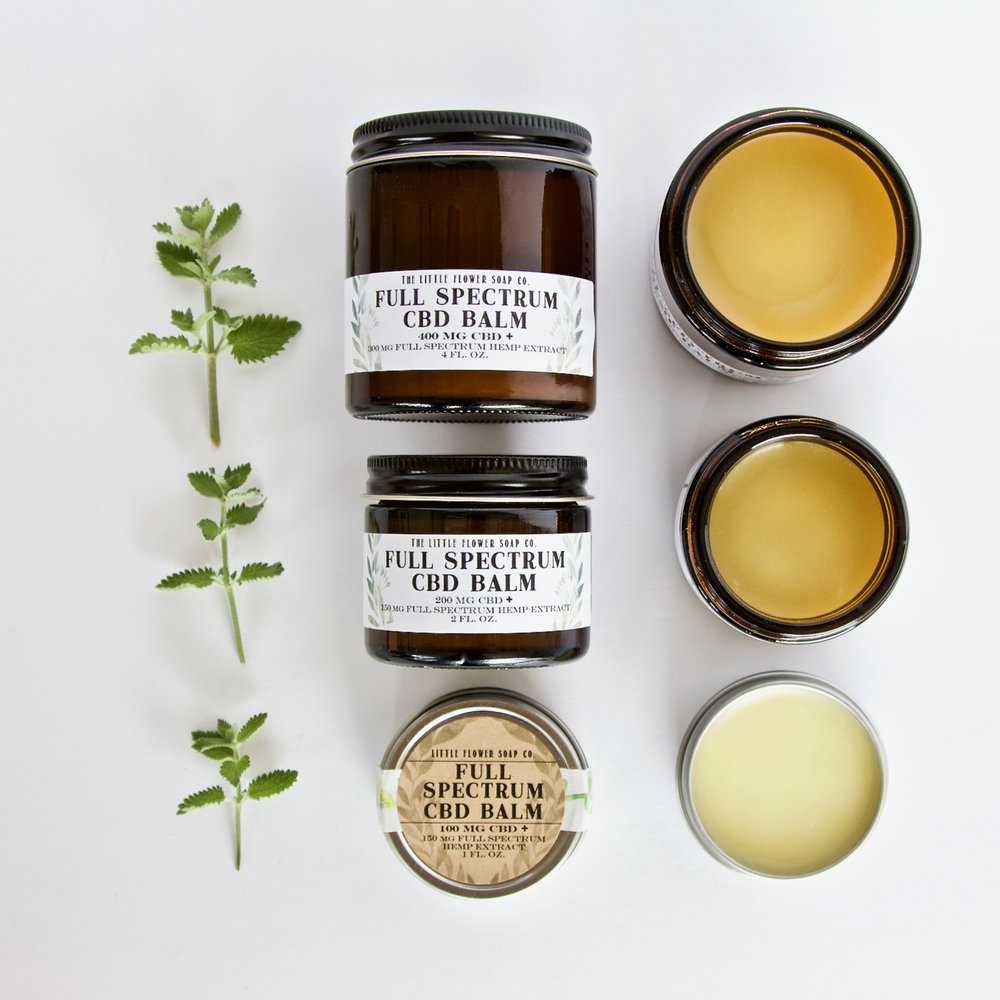 THE LITTLE FLOWER SOAP CO.
FULL SPECTRUM
CBD BALM
400 MG CBD +
300 MG FULL SPECTRUM HEMP EXTRACT
4 FL. OZ.
THE LITTLE FLOWER SOAP CO.
FULL SPECTRUM
CBD BALM
200 MG CBD +
150 MG FULL SPECTRUM HEMP EXTRACT
2 FL. OZ.
LITTLE FLOWER SOAP CO.
FULL
SPECTRUM
CBD BALM
100 MG CBD +
150 MG FULL SPECTRUM
HEMP EXTRACT
1 FL. OZ.